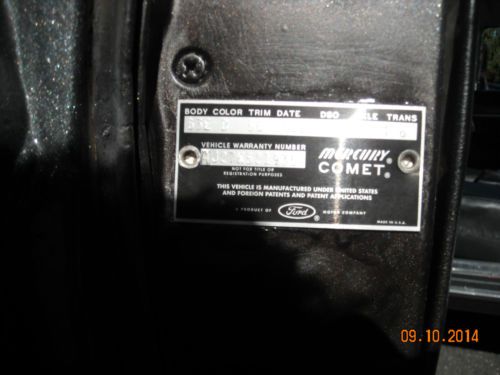 BODY COLOR TRIM DATE DSO AXLE TRANS
VEHICLE WARRANTY NUMBER
MERCURY
COMET®
NOT FOR TITLE OR
REGISTRATION PURPOSES
THIS VEHICLE IS MANUFACTURED UNDER UNITED STATES
AND FOREIGN PATENTS AND PATENT APPLICATIONS
A PRODUCT OF Ford MOTOR COMPANY
MADE IN U.S.A.
09.10.2014